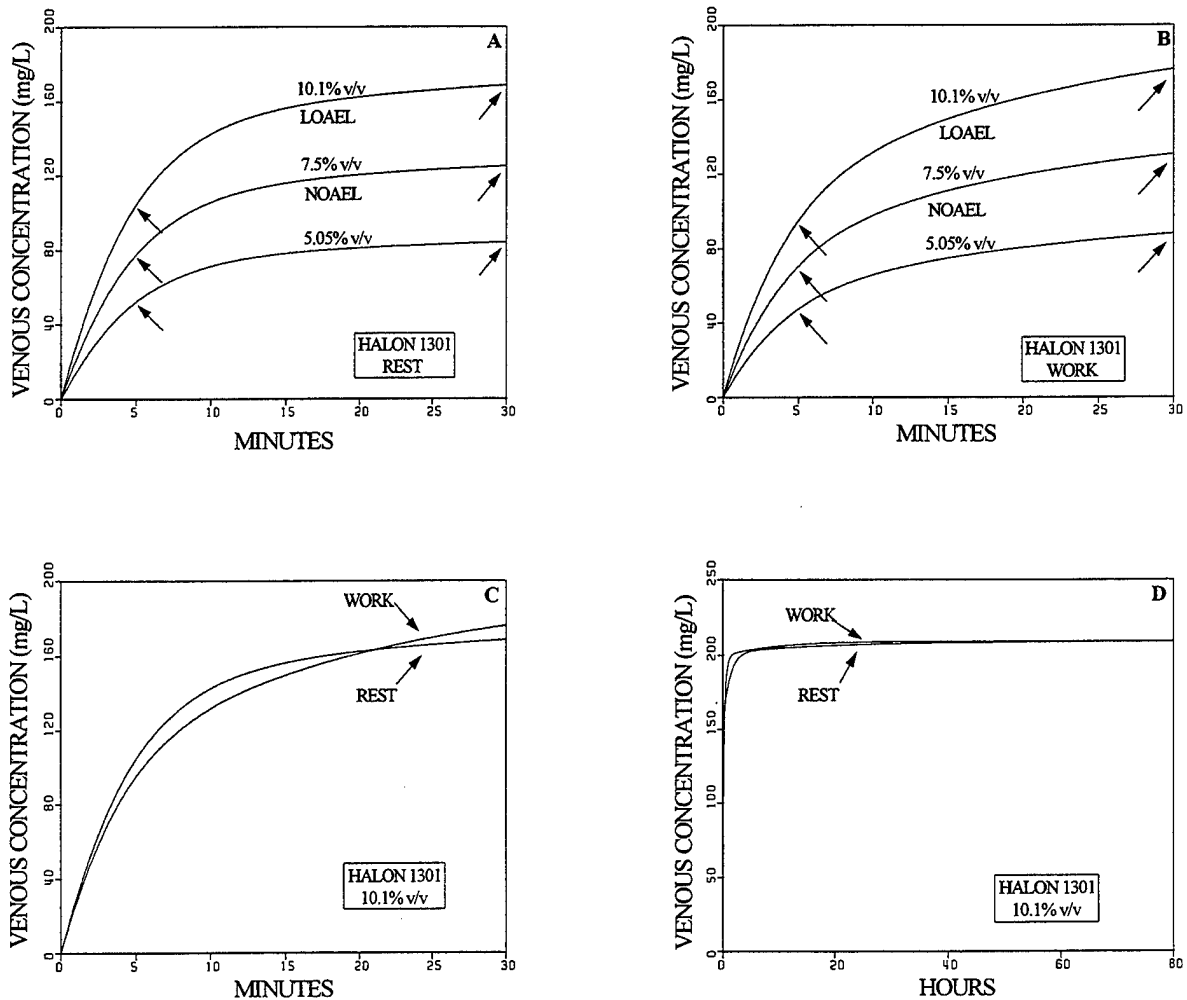 A
VENOUS CONCENTRATION (mg/L)
200
160
120
80
40
0
10.1% v/v
LOAEL
7.5% v/v
NOAEL
5.05% v/v
HALON 1301
REST
0 5 10 15 20 25 30
MINUTES
B
VENOUS CONCENTRATION (mg/L)
200
160
120
80
40
0
10.1% v/v
LOAEL
7.5% v/v
NOAEL
5.05% v/v
HALON 1301
WORK
0 5 10 15 20 25 30
MINUTES
C
VENOUS CONCENTRATION (mg/L)
200
160
120
80
40
0
WORK
REST
HALON 1301
10.1% v/v
0 5 10 15 20 25 30
MINUTES
D
VENOUS CONCENTRATION (mg/L)
250
200
150
100
50
0
WORK
REST
HALON 1301
10.1% v/v
0 20 40 60 80
HOURS